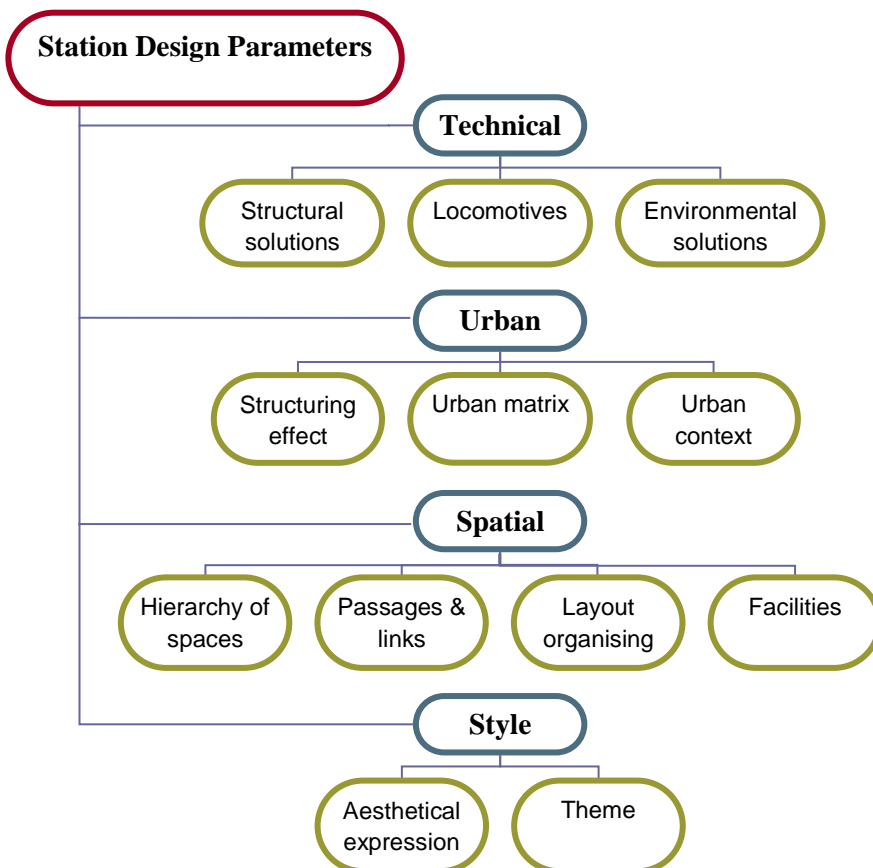 Station Design Parameters
Technical
Structural
solutions
Locomotives
Environmental
solutions
Urban
Structuring
effect
Urban matrix
Urban
context
Spatial
Hierarchy of
spaces
Passages &
links
Layout
organising
Facilities
Style
Aesthetical
expression
Theme